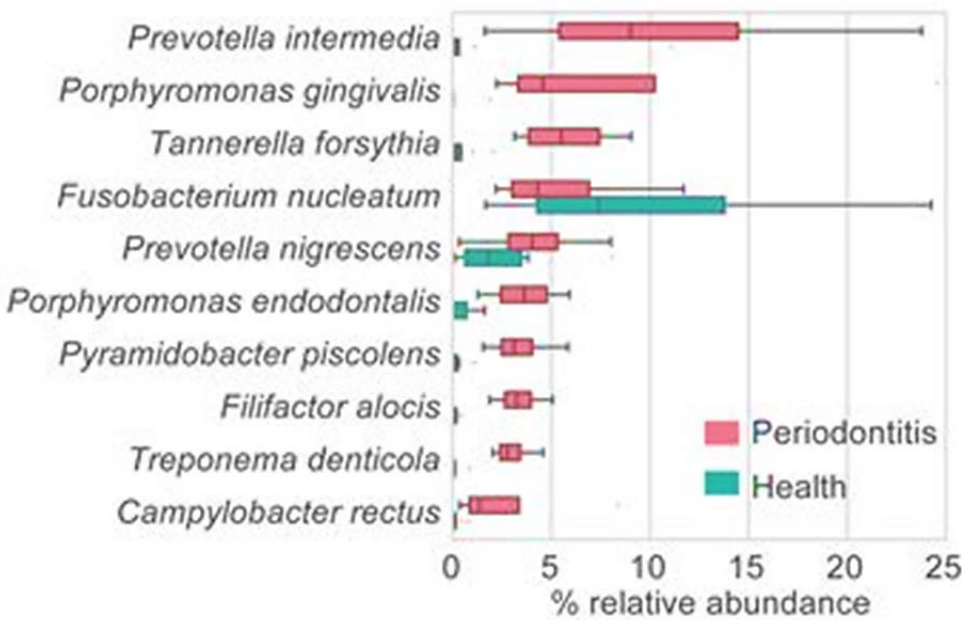 Prevotella intermedia
Porphyromonas gingivalis
Tannerella forsythia
Fusobacterium nucleatum
Prevotella nigrescens
Porphyromonas endodontalis
Pyramidobacter piscolens
Filifactor alocis
Treponema denticola
Campylobacter rectus
Periodontitis
Health
0 5 10 15 20 25
% relative abundance